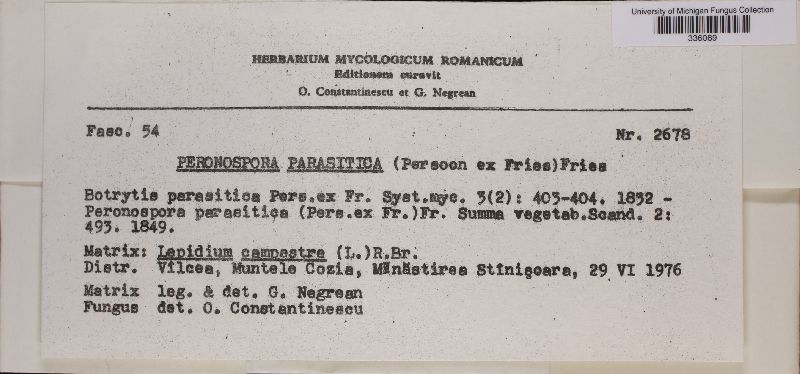 University of Michigan Fungus Collection
336089
HERBARIUM MYCOLOGICUM ROMANICUM
Editionem curavit
O. Constantinescu et G. Negrean
Fasc. 54
Nr. 2678
PERONOSPORA PARASITICA (Persoon ex Fries)Fries
Botrytis parasitica Pers.ex Fr. Syst.myc. 3(2): 403-404. 1832 -
Peronospora parasitica (Pers.ex Fr.)Fr. Summa vegetab.Scand. 2:
493. 1849.
Matrix: Lepidium campestre (L.)R.Br.
Distr. Vîlcea, Muntele Cozia, Mînăstirea Stînişoara, 29 VI 1976
Matrix leg. & det. G. Negrean
Fungus det. O. Constantinescu